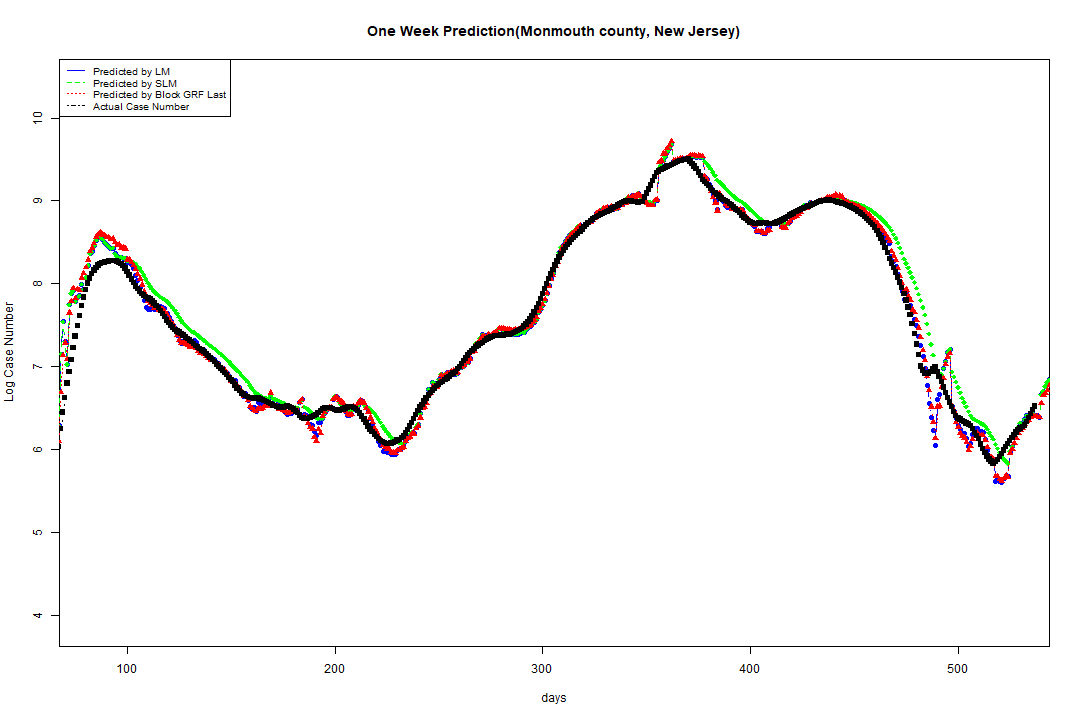 One Week Prediction(Monmouth county, New Jersey)
Predicted by LM
Predicted by SLM
Predicted by Block GRF Last
Actual Case Number
10
9
8
7
6
5
4
Log Case Number
100 200 300 400 500
days